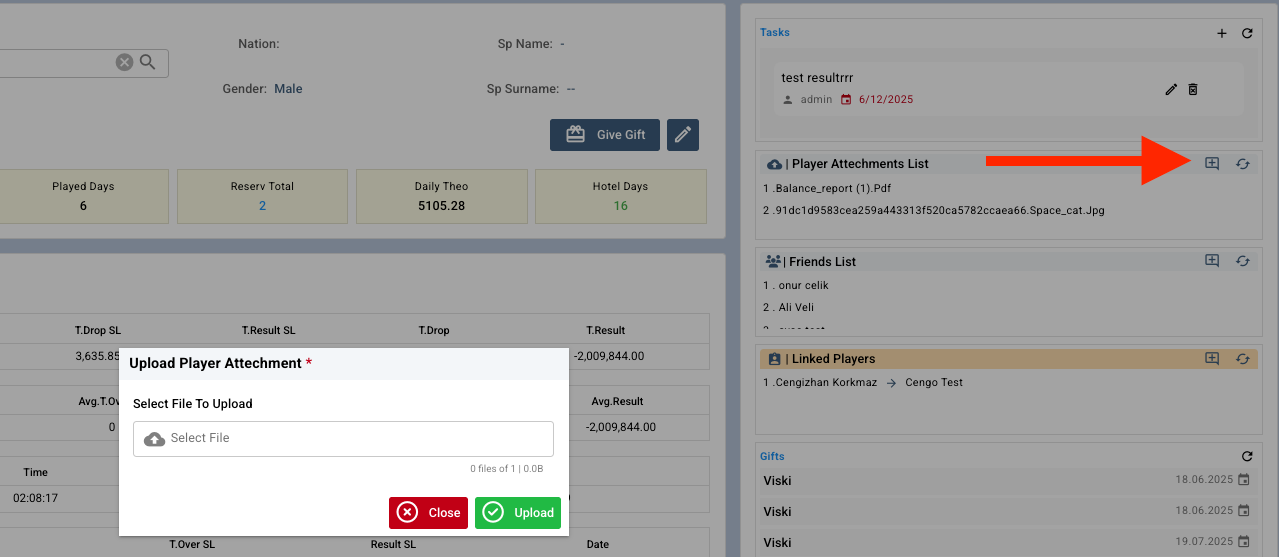 Nation:
Sp Name: -
Gender: Male
Sp Surname: --
Give Gift
Played Days
6
Reserv Total
2
Daily Theo
5105.28
Hotel Days
16
T.Drop SL T.Result SL T.Drop T.Result
3,635.85 -2,009,844.00
Avg.T.Ov Avg.Result
0 -2,009,844.00
Time
02:08:17
T.Over SL Result SL Date
Upload Player Attechment *
Select File To Upload
Select File
0 files of 1 | 0.0B
Close
Upload
Tasks
test resultrrr
admin 6/12/2025
| Player Attechments List
1 .Balance_report (1).Pdf
2 .91dc1d9583cea259a443313f520ca5782ccaea66.Space_cat.Jpg
| Friends List
1 . onur celik
2 . Ali Veli
| Linked Players
1 .Cengizhan Korkmaz → Cengo Test
Gifts
Viski 18.06.2025
Viski 18.06.2025
Viski 19.07.2025